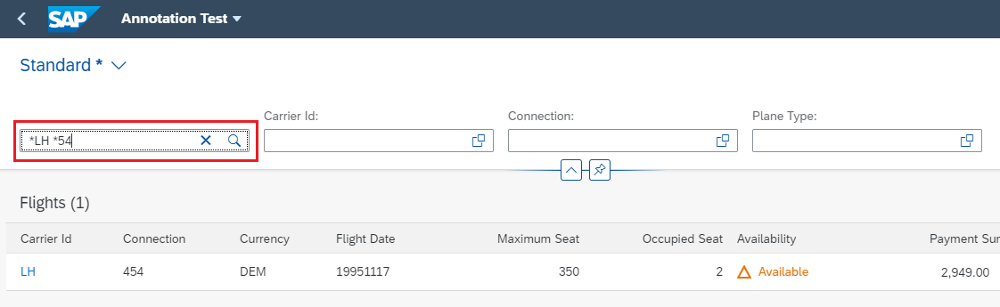 SAP Annotation Test
Standard *
Carrier Id: Connection: Plane Type:
*LH *54
Flights (1)
Carrier Id Connection Currency Flight Date Maximum Seat Occupied Seat Availability Payment Sur
LH 454 DEM 19951117 350 2 Available 2,949.00